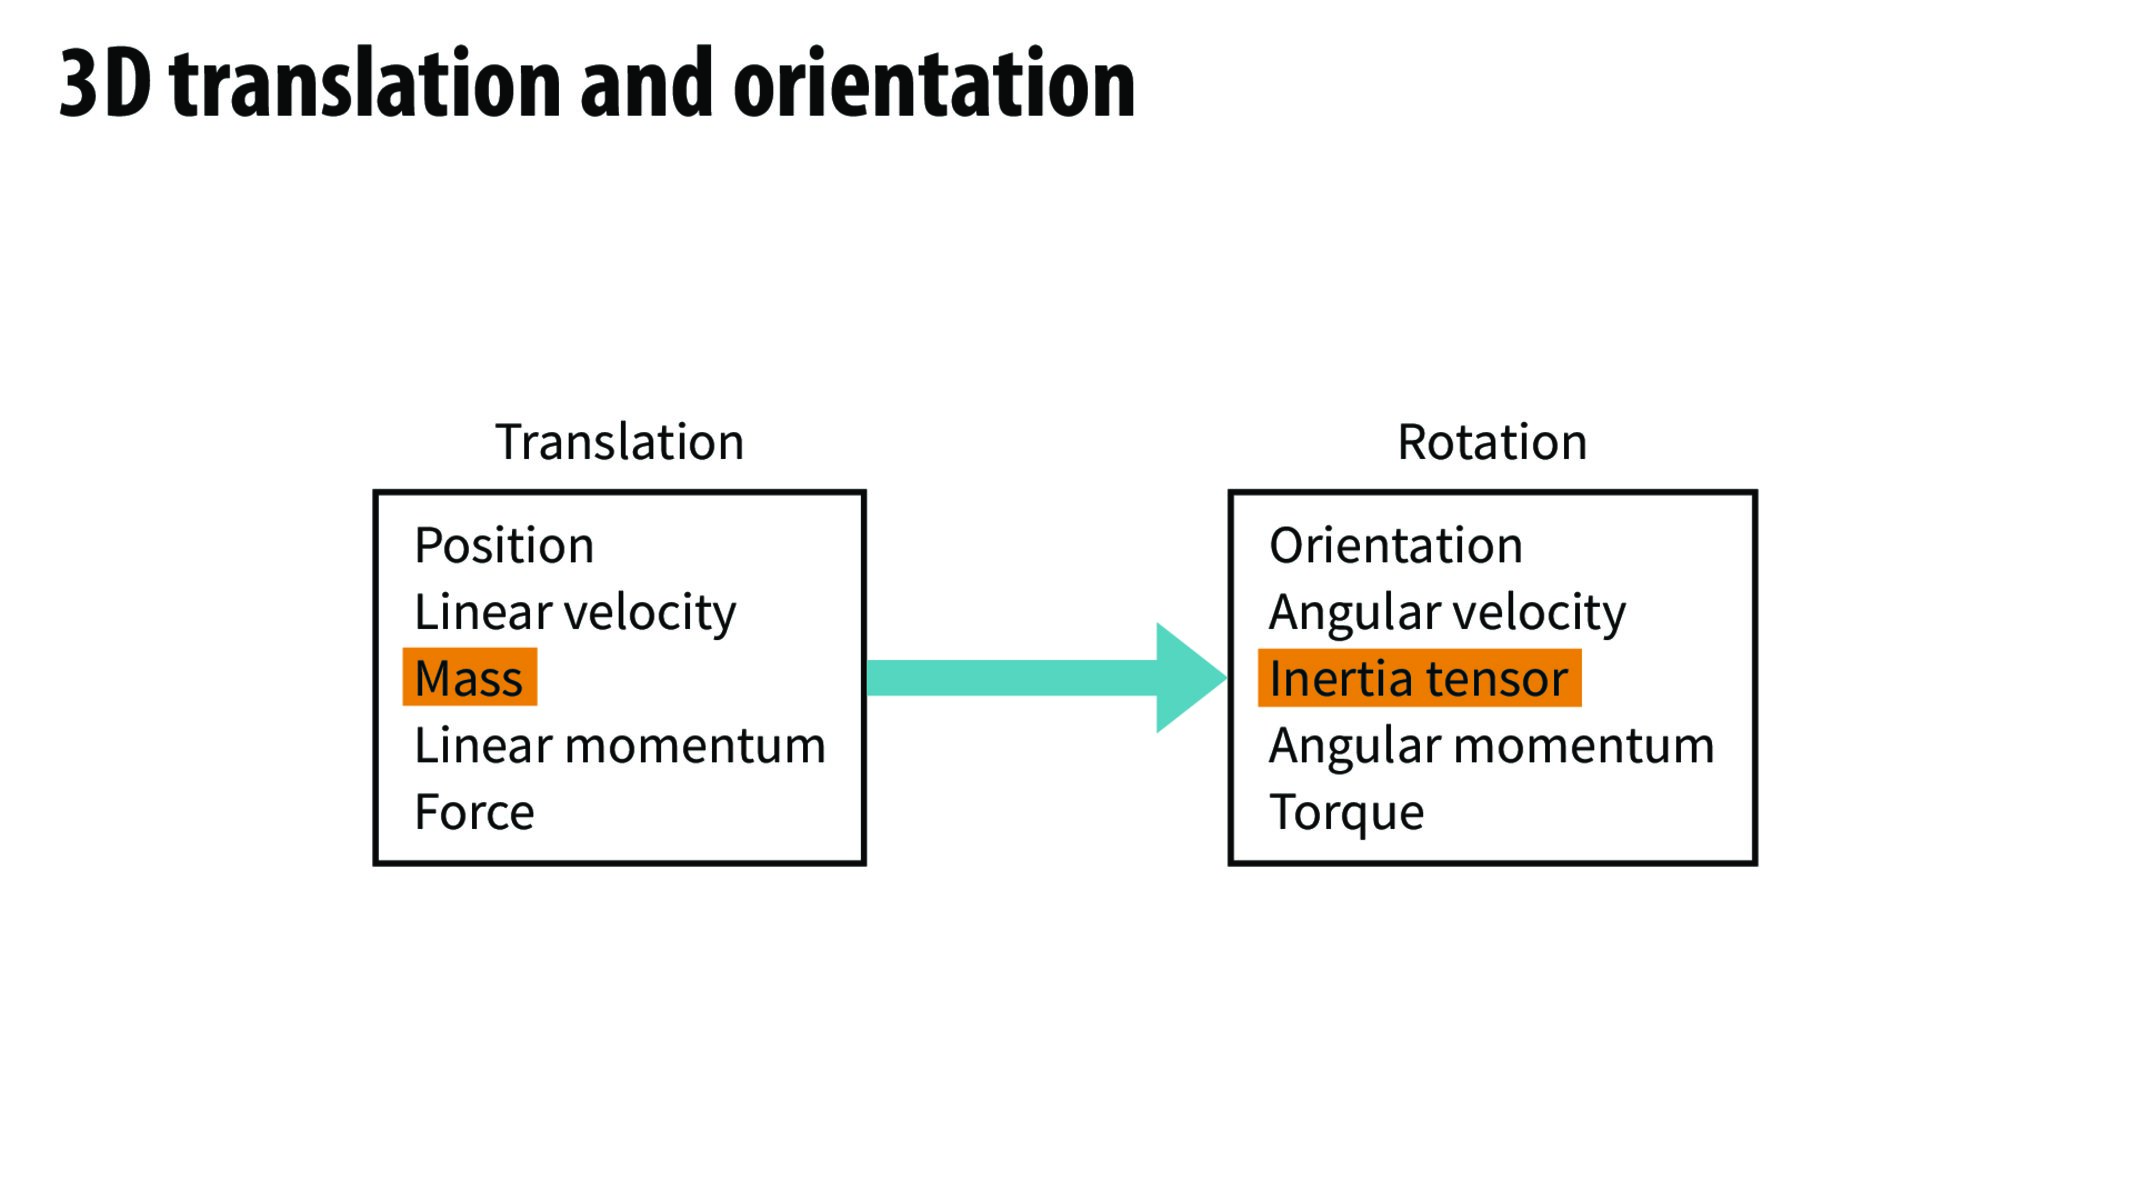 3D translation and orientation
Translation
Position
Linear velocity
Mass
Linear momentum
Force
Rotation
Orientation
Angular velocity
Inertia tensor
Angular momentum
Torque